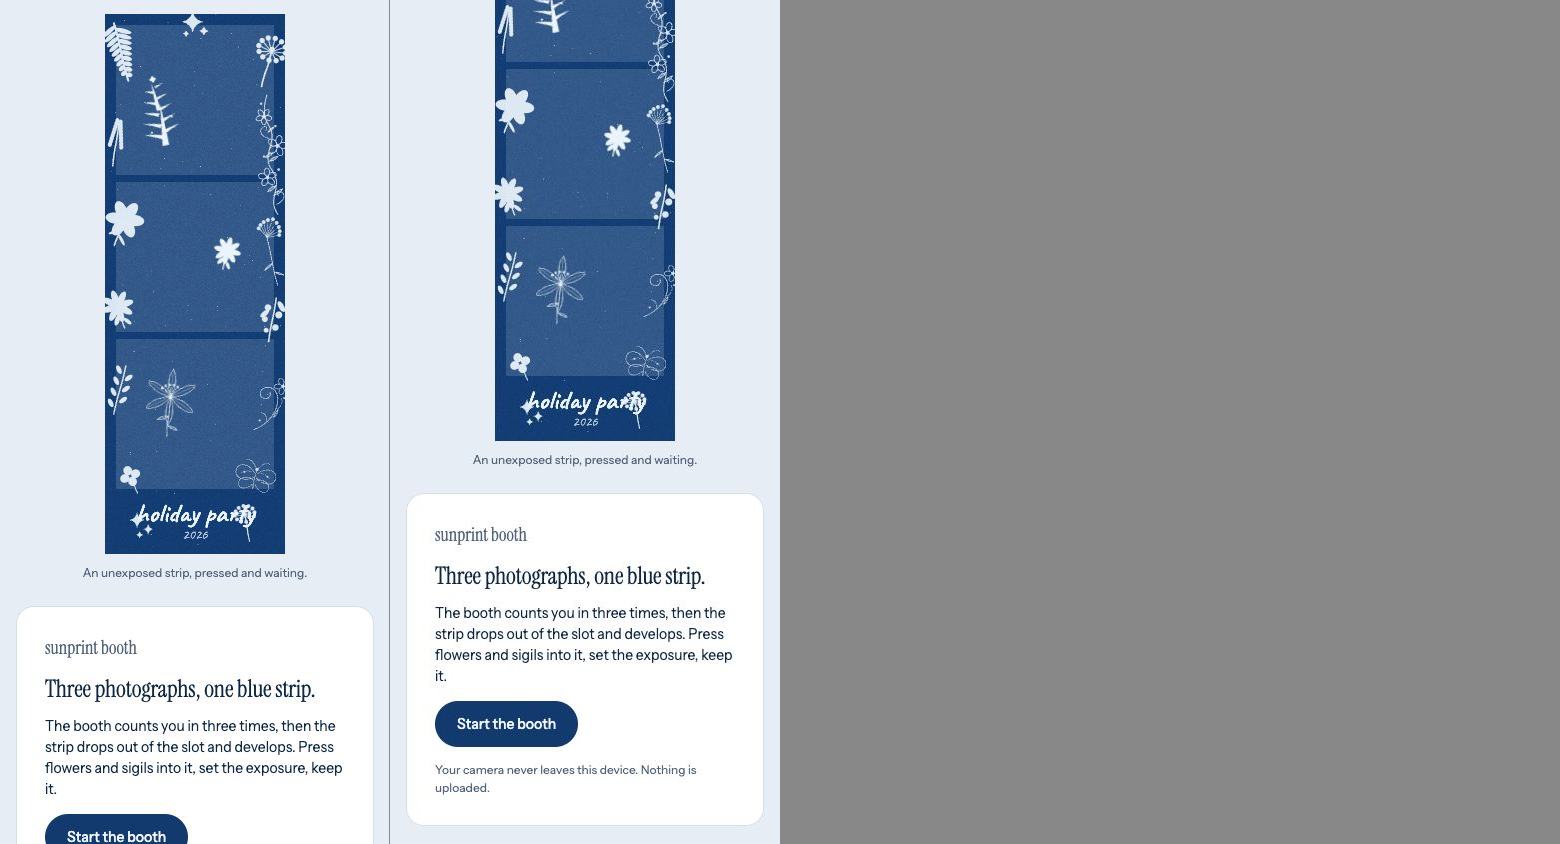 holiday party
2026
An unexposed strip, pressed and waiting.
sunprint booth
Three photographs, one blue strip.
The booth counts you in three times, then the
strip drops out of the slot and develops. Press
flowers and sigils into it, set the exposure, keep
it.
Start the booth
holiday party
2026
An unexposed strip, pressed and waiting.
sunprint booth
Three photographs, one blue strip.
The booth counts you in three times, then the
strip drops out of the slot and develops. Press
flowers and sigils into it, set the exposure, keep
it.
Start the booth
Your camera never leaves this device. Nothing is
uploaded.